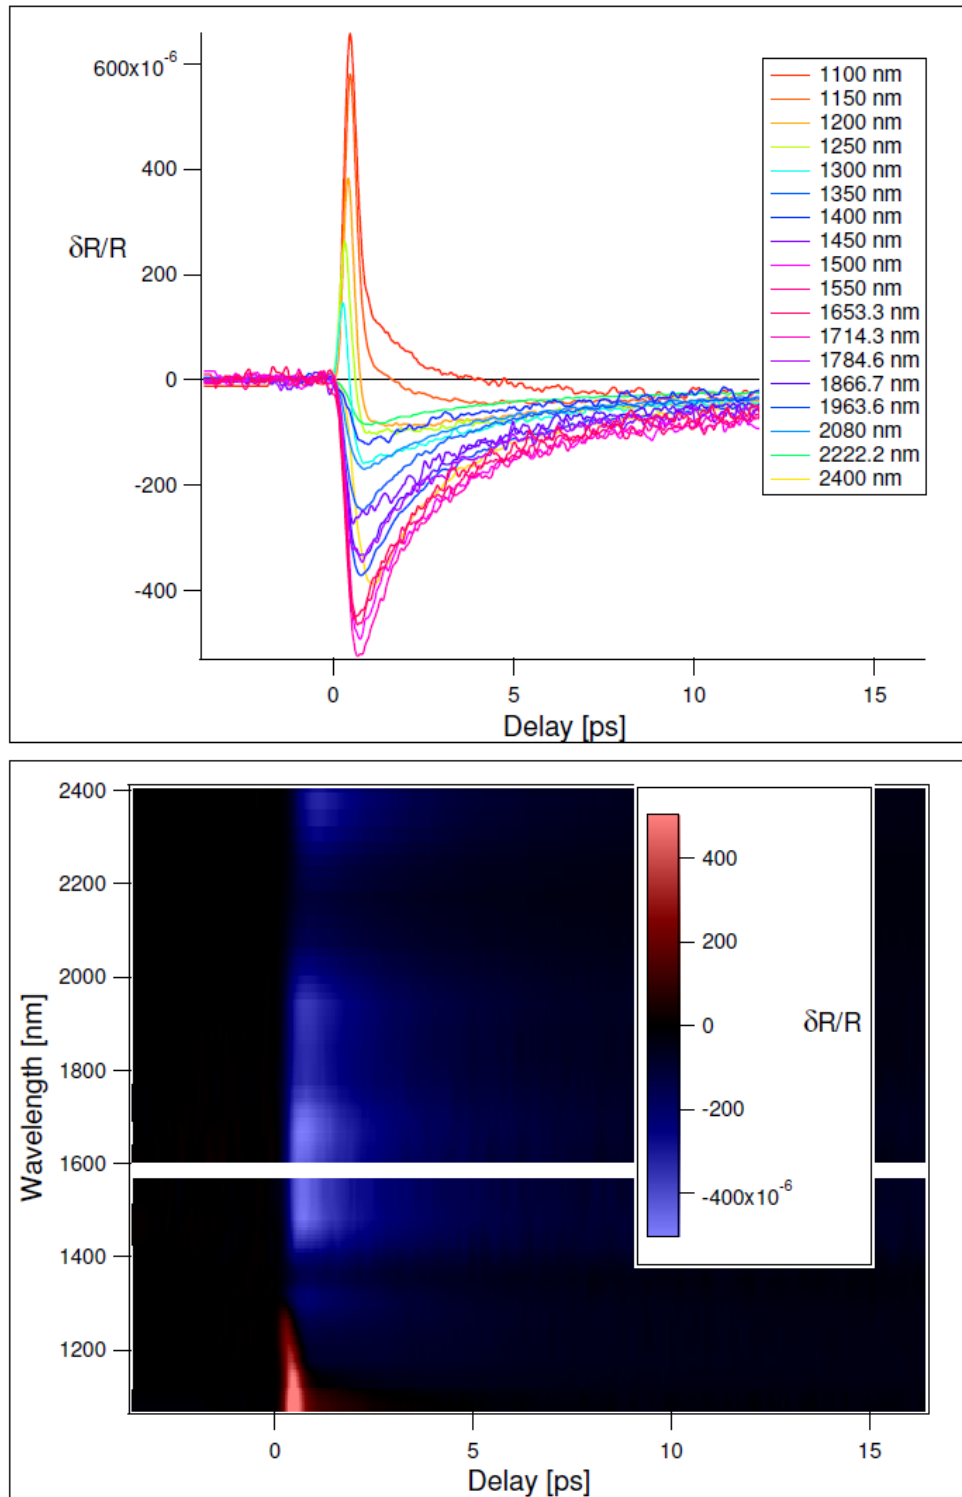 600x10-6
400
200
0
-200
-400
δR/R
1100 nm
1150 nm
1200 nm
1250 nm
1300 nm
1350 nm
1400 nm
1450 nm
1500 nm
1550 nm
1653.3 nm
1714.3 nm
1784.6 nm
1866.7 nm
1963.6 nm
2080 nm
2222.2 nm
2400 nm
0 5 10 15
Delay [ps]
2400
2200
2000
1800
1600
1400
1200
Wavelength [nm]
400
200
0
-200
-400x10-6
δR/R
0 5 10 15
Delay [ps]